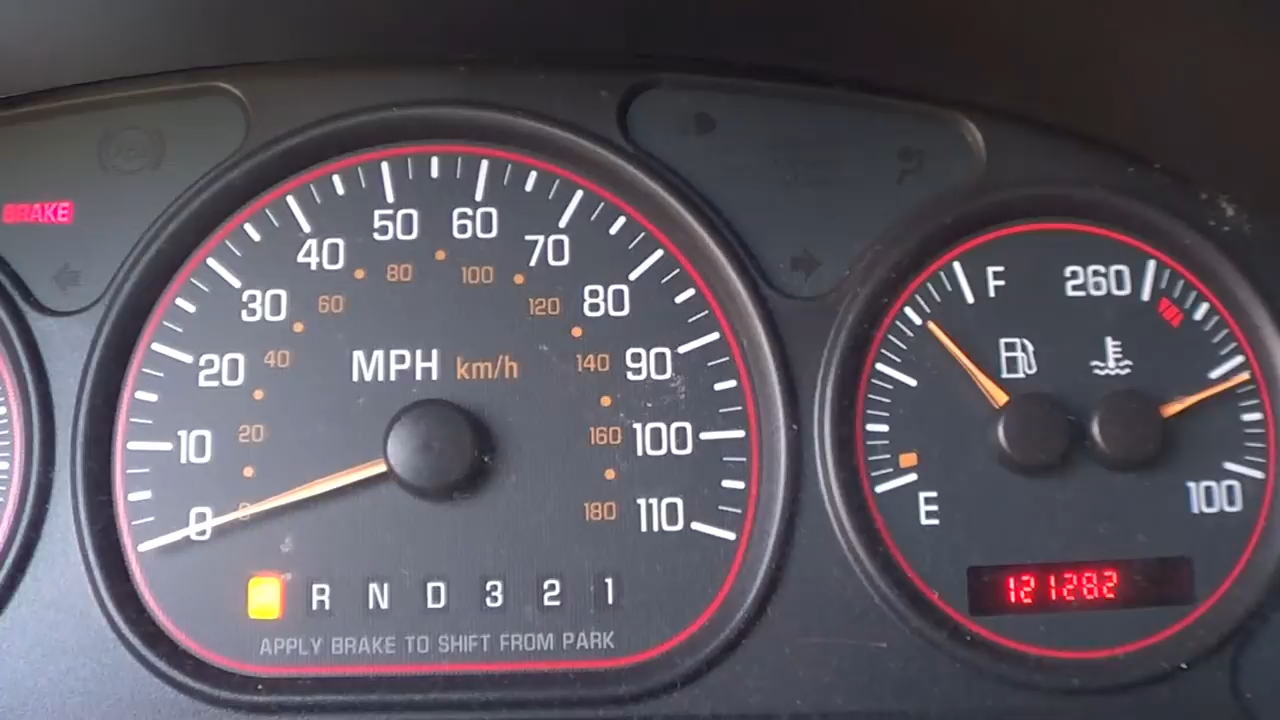 BRAKE
50 60
40 70
30 80
20 90
10 100
0 110
80 100
60 120
40 140
20 160
0 180
MPH km/h
R N D 3 2 1
APPLY BRAKE TO SHIFT FROM PARK
F 260
E 100
121282